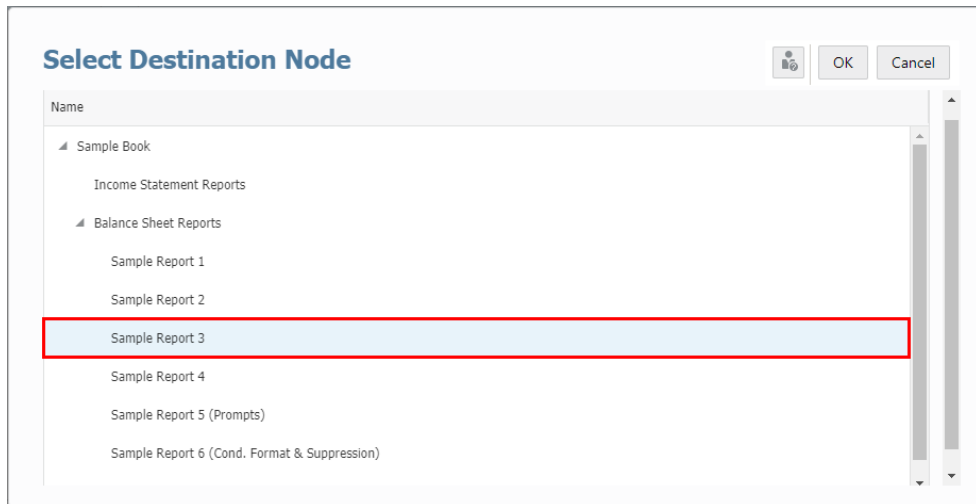 Select Destination Node
OK
Cancel
Name
Sample Book
Income Statement Reports
Balance Sheet Reports
Sample Report 1
Sample Report 2
Sample Report 3
Sample Report 4
Sample Report 5 (Prompts)
Sample Report 6 (Cond. Format & Suppression)